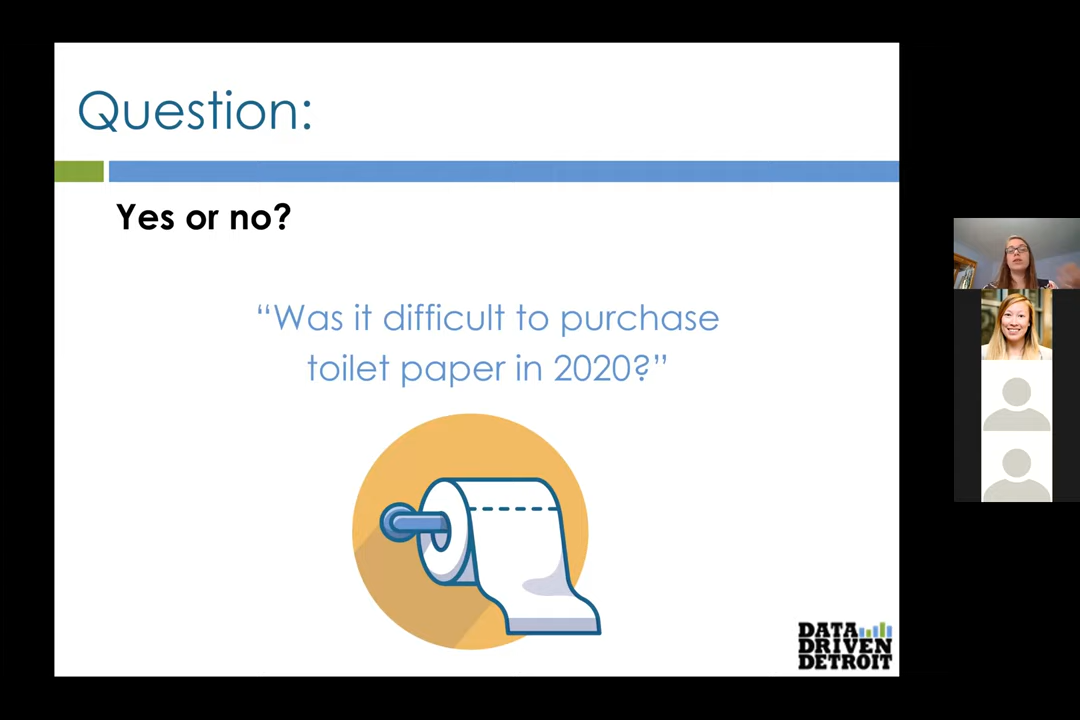 Question:
Yes or no?
“Was it difficult to purchase
toilet paper in 2020?”
DATA
DRIVEN
DETROIT